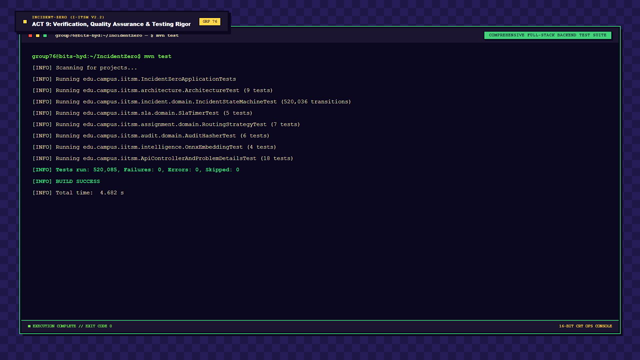 INCIDENT-ZERO (I-ITSM V2.2)
ACT 9: Verification, Quality Assurance & Testing Rigor
GRP 76
group76@bits-hyd:~/IncidentZero — $ mvn test
COMPREHENSIVE FULL-STACK HACKERS TEST SUITE
group76@bits-hyd:~/IncidentZero$ mvn test
[INFO] Scanning for projects...
[INFO] Running edu.campus.iitsm.IncidentZeroApplicationTests
[INFO] Running edu.campus.iitsm.architecture.ArchitectureTest (9 tests)
[INFO] Running edu.campus.iitsm.incident.domain.IncidentStateMachineTest (520,036 transitions)
[INFO] Running edu.campus.iitsm.sla.domain.SlaTimerTest (5 tests)
[INFO] Running edu.campus.iitsm.assignment.domain.RoutingStrategyTest (7 tests)
[INFO] Running edu.campus.iitsm.audit.domain.AuditHasherTest (6 tests)
[INFO] Running edu.campus.iitsm.intelligence.OnnxEmbeddingTest (4 tests)
[INFO] Running edu.campus.iitsm.ApiControllerAndProblemDetailsTest (18 tests)
[INFO] Tests run: 520,085, Failures: 0, Errors: 0, Skipped: 0
[INFO] BUILD SUCCESS
[INFO] Total time: 4.682 s
EXECUTION COMPLETE // EXIT CODE 0
16-BIT CRT OPS CONSOLE